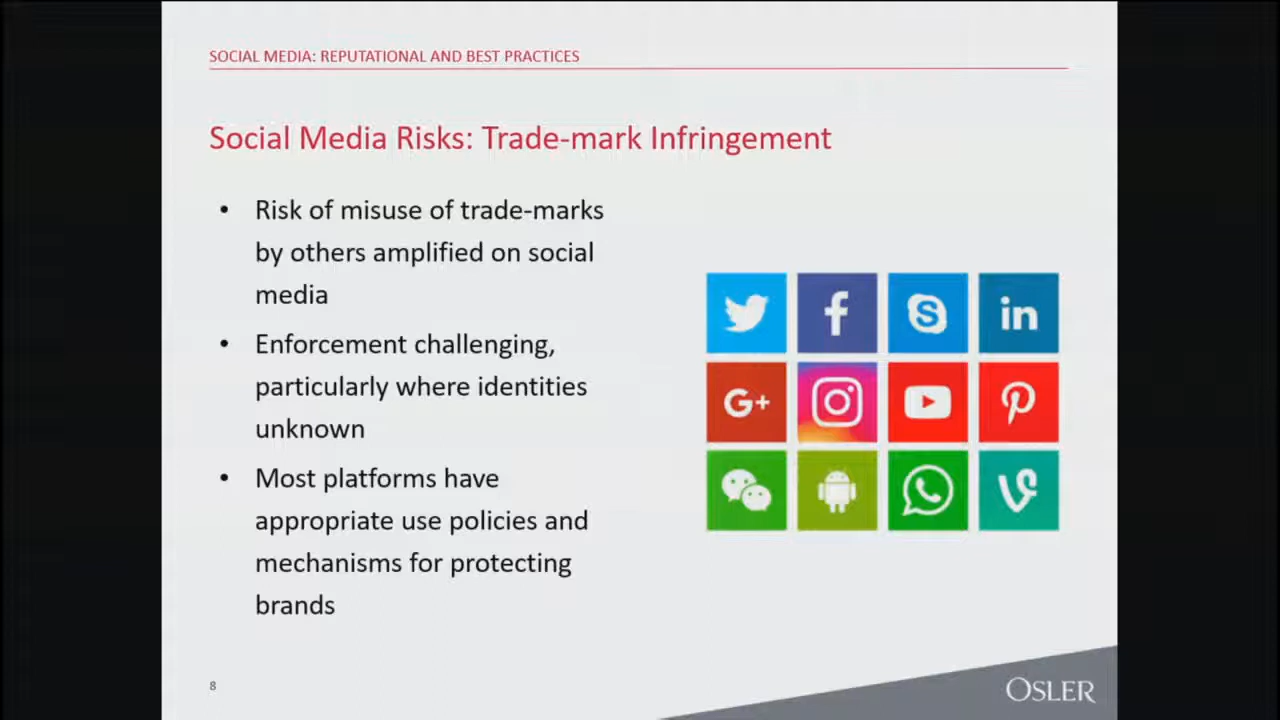 SOCIAL MEDIA: REPUTATIONAL AND BEST PRACTICES
Social Media Risks: Trade-mark Infringement
• Risk of misuse of trade-marks
by others amplified on social
media
• Enforcement challenging,
particularly where identities
unknown
• Most platforms have
appropriate use policies and
mechanisms for protecting
brands
f
S
in
G+
8
OSLER